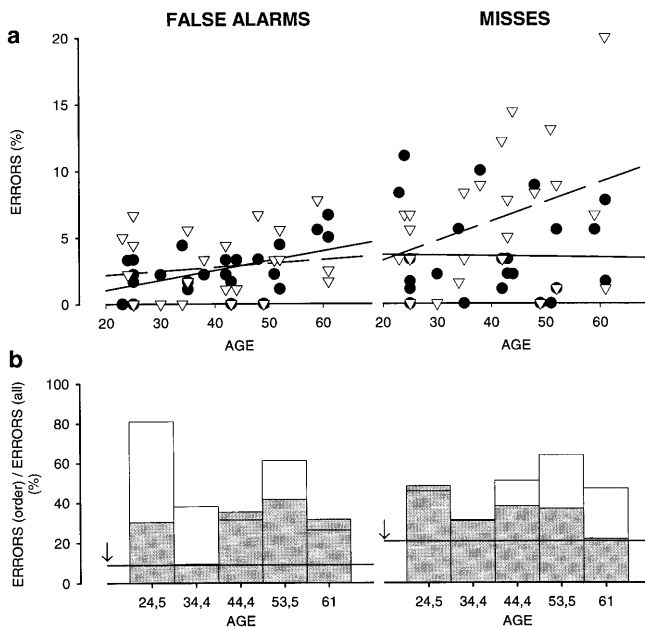 FALSE ALARMS MISSES
a
20
15
10
5
0
ERRORS (%)
20 30 40 50 60 20 30 40 50 60
AGE AGE
b
100
80
60
40
20
0
ERRORS (order) / ERRORS (all)
(%)
24,5 34,4 44,4 53,5 61 24,5 34,4 44,4 53,5 61
AGE AGE